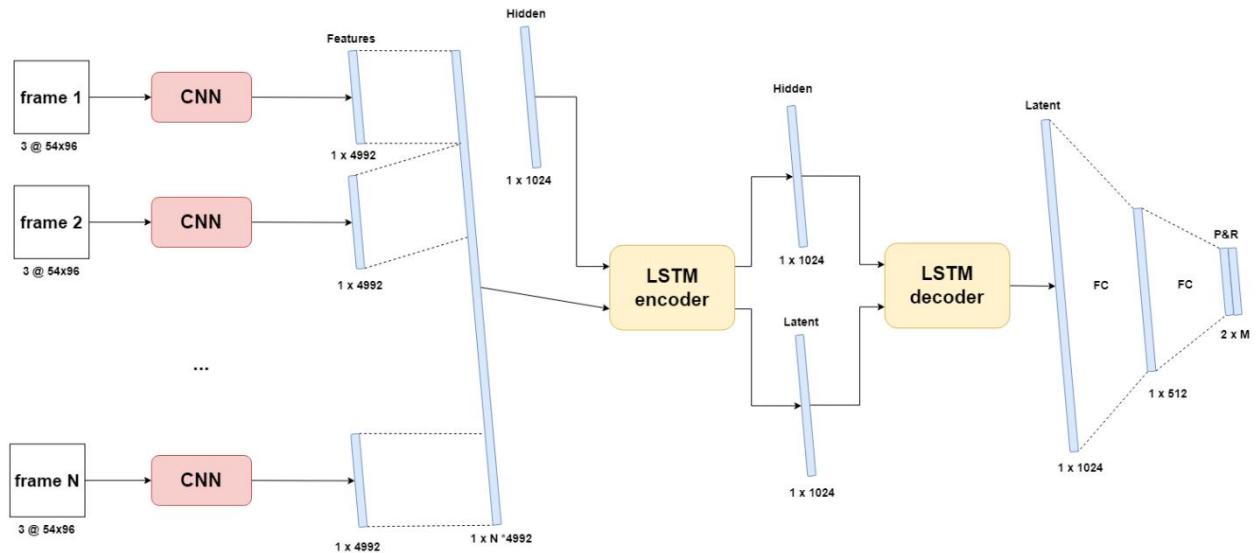 Hidden
Features
frame 1
CNN
3 @ 54x96
1 x 4992
1 x 1024
frame 2
CNN
3 @ 54x96
1 x 4992
LSTM
encoder
Hidden
1 x 1024
Latent
1 x 1024
LSTM
decoder
Latent
FC
FC
P&R
2 x M
1 x 512
1 x 1024
...
frame N
CNN
3 @ 54x96
1 x 4992
1 x N *4992